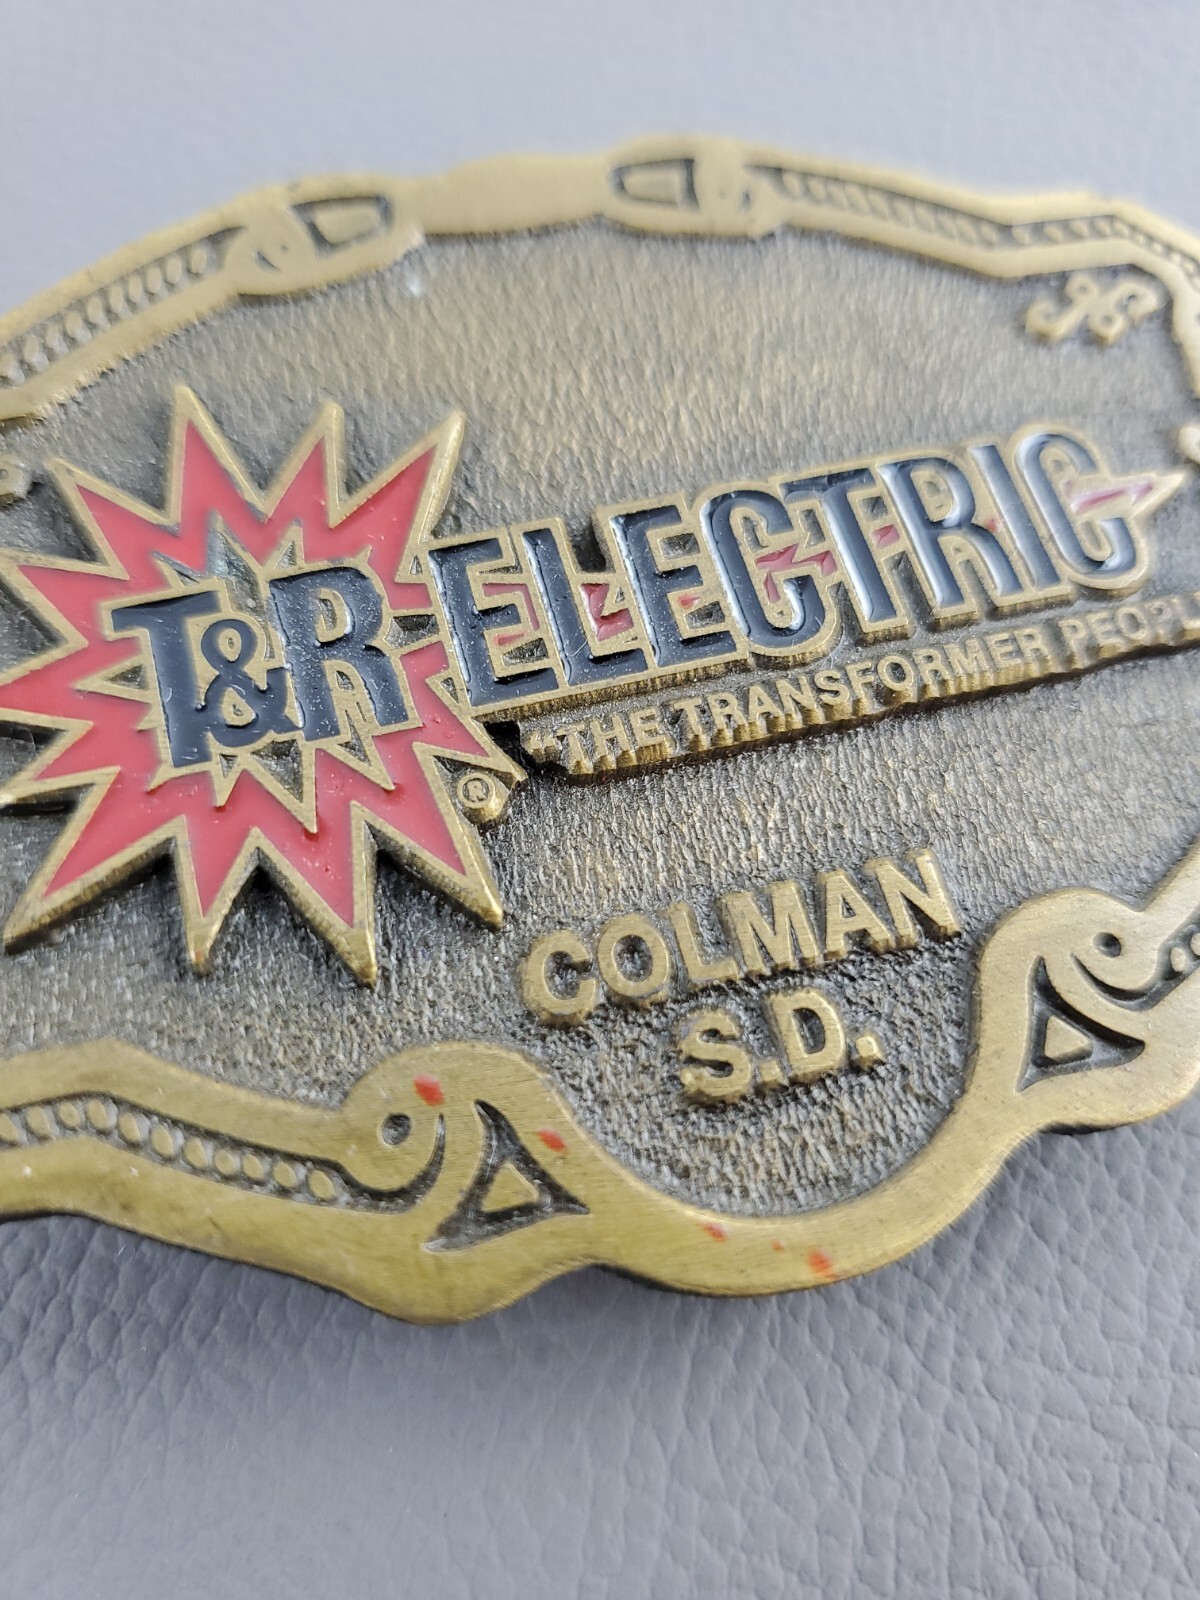 T&R ELECTRIC
®
"THE TRANSFORMER PEOPL
COLMAN
S.D.